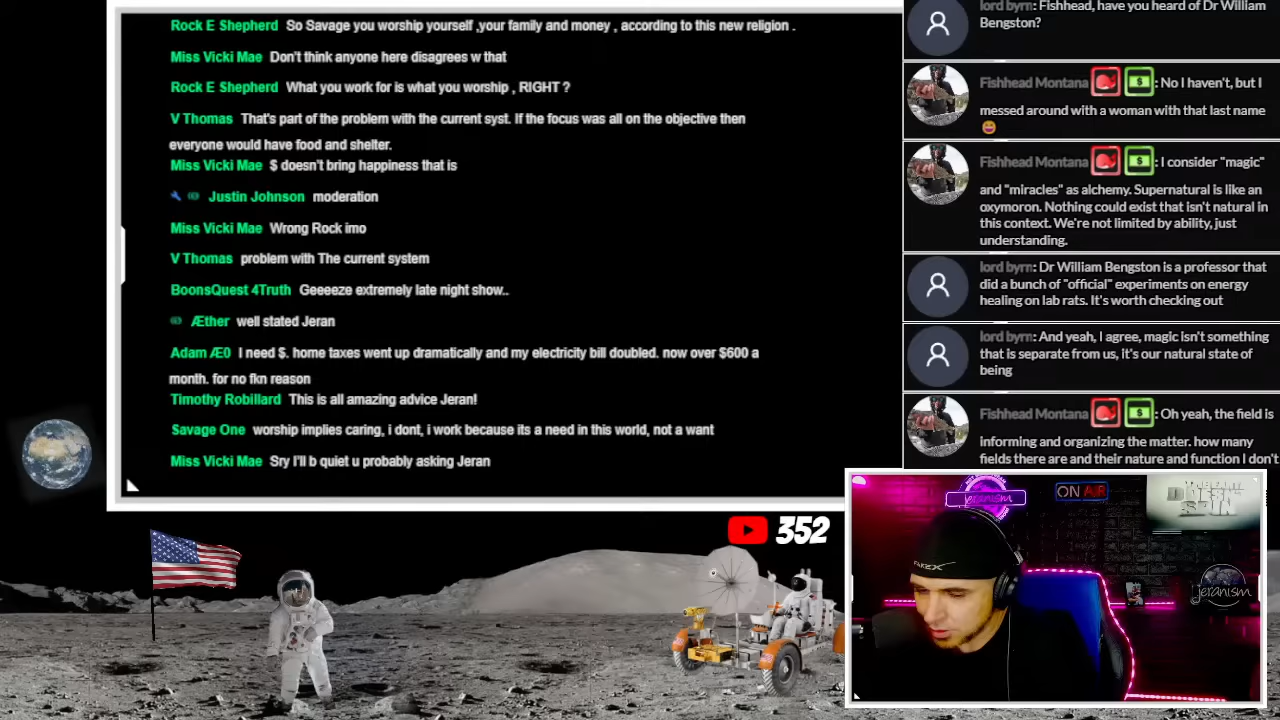 Rock E Shepherd So Savage you worship yourself ,your family and money , according to this new religion .
Miss Vicki Mae Don't think anyone here disagrees w that
Rock E Shepherd What you work for is what you worship , RIGHT ?
V Thomas That's part of the problem with the current syst. If the focus was all on the objective then
everyone would have food and shelter.
Miss Vicki Mae $ doesn't bring happiness that is
Justin Johnson moderation
Miss Vicki Mae Wrong Rock imo
V Thomas problem with The current system
BoonsQuest 4Truth Geeeeze extremely late night show..
Æther well stated Jeran
Adam ÆO I need $. home taxes went up dramatically and my electricity bill doubled. now over $600 a
month. for no fkn reason
Timothy Robillard This is all amazing advice Jeran!
Savage One worship implies caring, i dont, i work because its a need in this world, not a want
Miss Vicki Mae Sry I'll b quiet u probably asking Jeran
lord byrn: Fishhead, have you heard of Dr William
Bengston?
Fishhead Montana : No I haven't, but I
messed around with a woman with that last name
😄
Fishhead Montana : I consider "magic"
and "miracles" as alchemy. Supernatural is like an
oxymoron. Nothing could exist that isn't natural in
this context. We're not limited by ability, just
understanding.
lord byrn: Dr William Bengston is a professor that
did a bunch of "official" experiments on energy
healing on lab rats. It's worth checking out
lord byrn: And yeah, I agree, magic isn't something
that is separate from us, it's our natural state of
being
Fishhead Montana : Oh yeah, the field is
informing and organizing the matter. how many
fields there are and their nature and function I don't
352
jeranism
ON AIR
jeranism